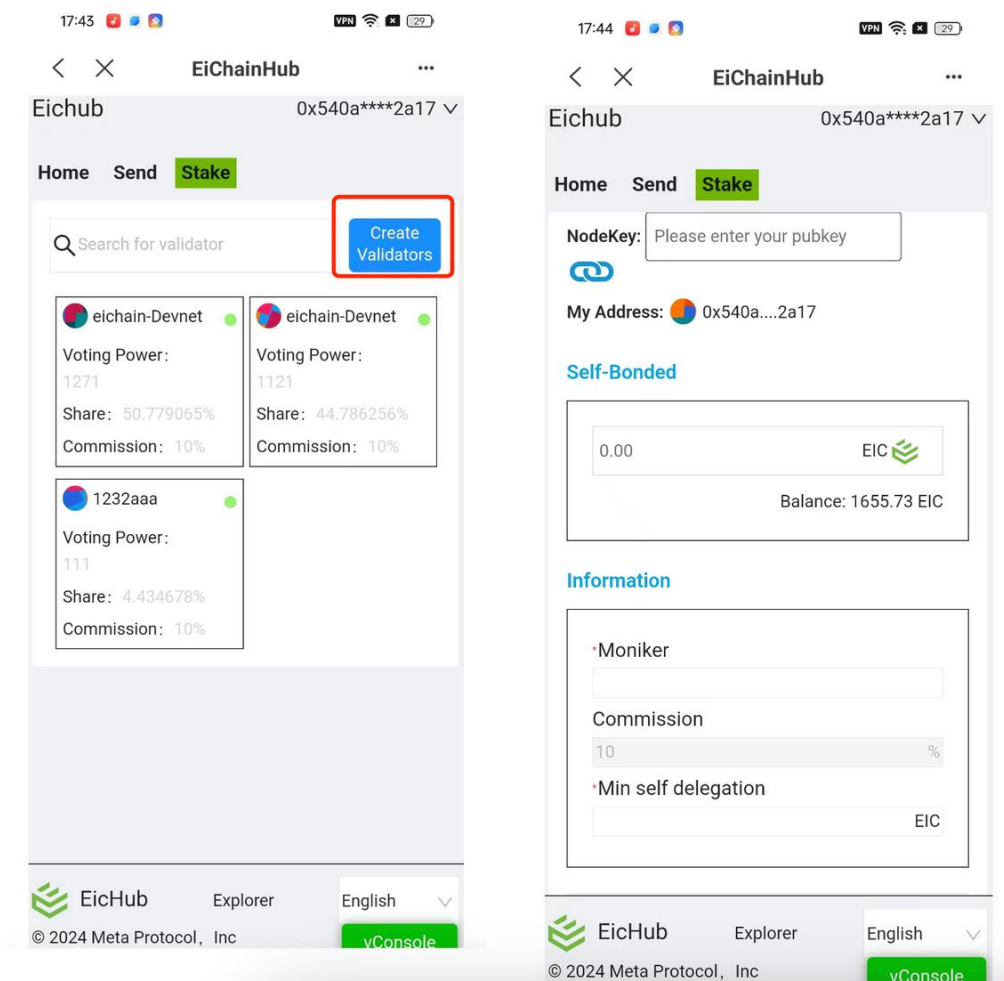 17:43
VPN
29
EiChainHub
Eichub
0x540a****2a17
Home Send Stake
Search for validator
Create
Validators
eichain-Devnet
Voting Power:
1271
Share: 50.779065%
Commission: 10%
eichain-Devnet
Voting Power:
1121
Share: 44.786256%
Commission: 10%
1232aaa
Voting Power:
111
Share: 4.434678%
Commission: 10%
EicHub
Explorer
English
© 2024 Meta Protocol, Inc
vConsole
17:44
VPN
29
EiChainHub
Eichub
0x540a****2a17
Home Send Stake
NodeKey: Please enter your pubkey
My Address: 0x540a....2a17
Self-Bonded
0.00 EIC
Balance: 1655.73 EIC
Information
*Moniker
Commission
10 %
*Min self delegation
EIC
EicHub
Explorer
English
© 2024 Meta Protocol, Inc
vConsole